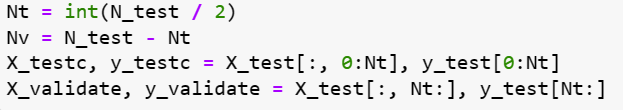 Nt = int(N_test / 2)
Nv = N_test - Nt
X_testc, y_testc = X_test[:, 0:Nt], y_test[0:Nt]
X_validate, y_validate = X_test[:, Nt:], y_test[Nt:]